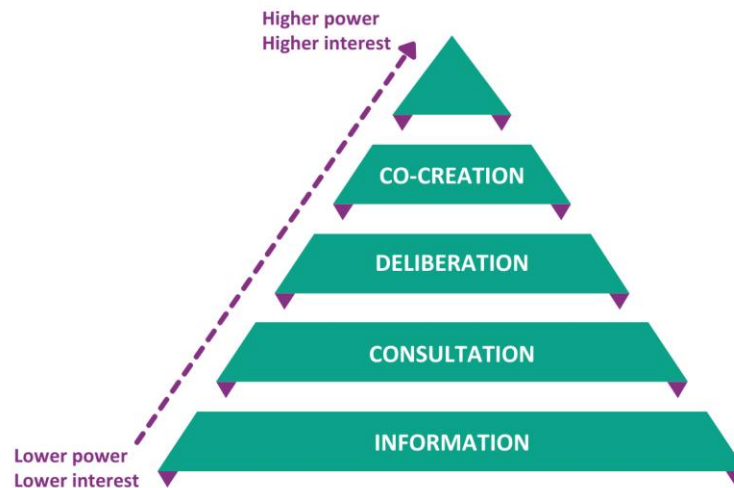 Higher power
Higher interest
CO-CREATION
DELIBERATION
CONSULTATION
INFORMATION
Lower power
Lower interest